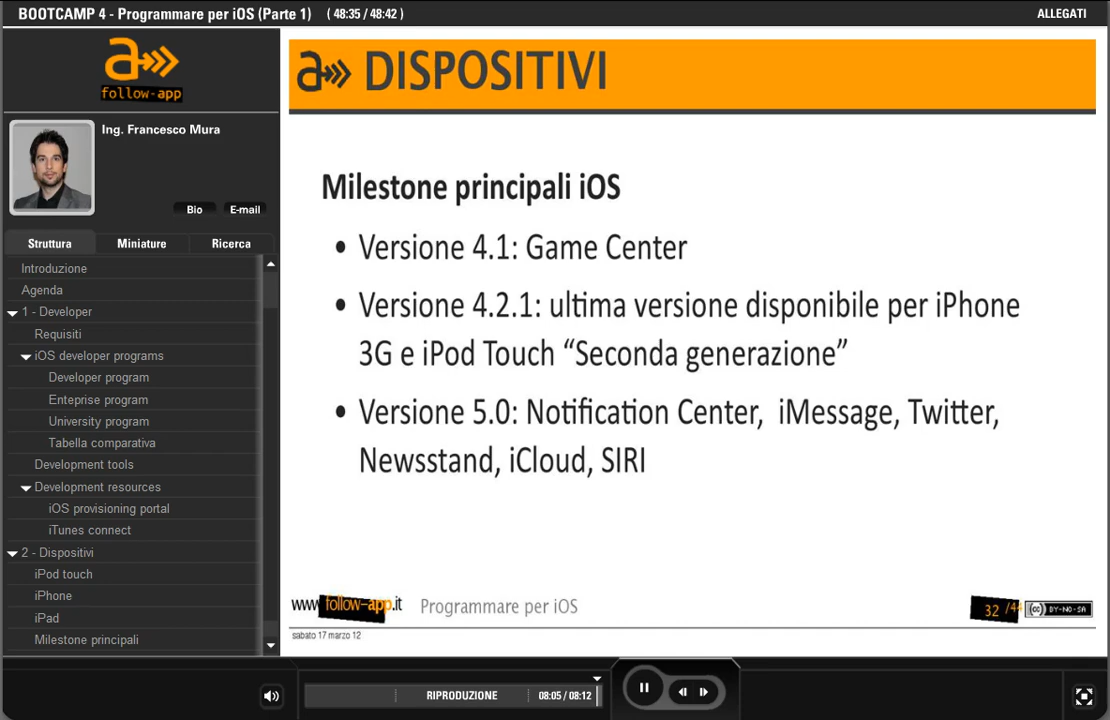 BOOTCAMP 4 - Programmare per iOS (Parte 1) ( 48:35 / 48:42 )
ALLEGATI
a
follow-app
Ing. Francesco Mura
Bio
E-mail
Struttura
Miniature
Ricerca
Introduzione
Agenda
1 - Developer
Requisiti
iOS developer programs
Developer program
Enteprise program
University program
Tabella comparativa
Development tools
Development resources
iOS provisioning portal
iTunes connect
2 - Dispositivi
iPod touch
iPhone
iPad
Milestone principali
a DISPOSITIVI
Milestone principali iOS
• Versione 4.1: Game Center
• Versione 4.2.1: ultima versione disponibile per iPhone
3G e iPod Touch “Seconda generazione”
• Versione 5.0: Notification Center, iMessage, Twitter,
Newsstand, iCloud, SIRI
www.follow-app.it
Programmare per iOS
32
(cc) BY-NO-SA
sabato 17 marzo 12
RIPRODUZIONE
08:05 / 08:12